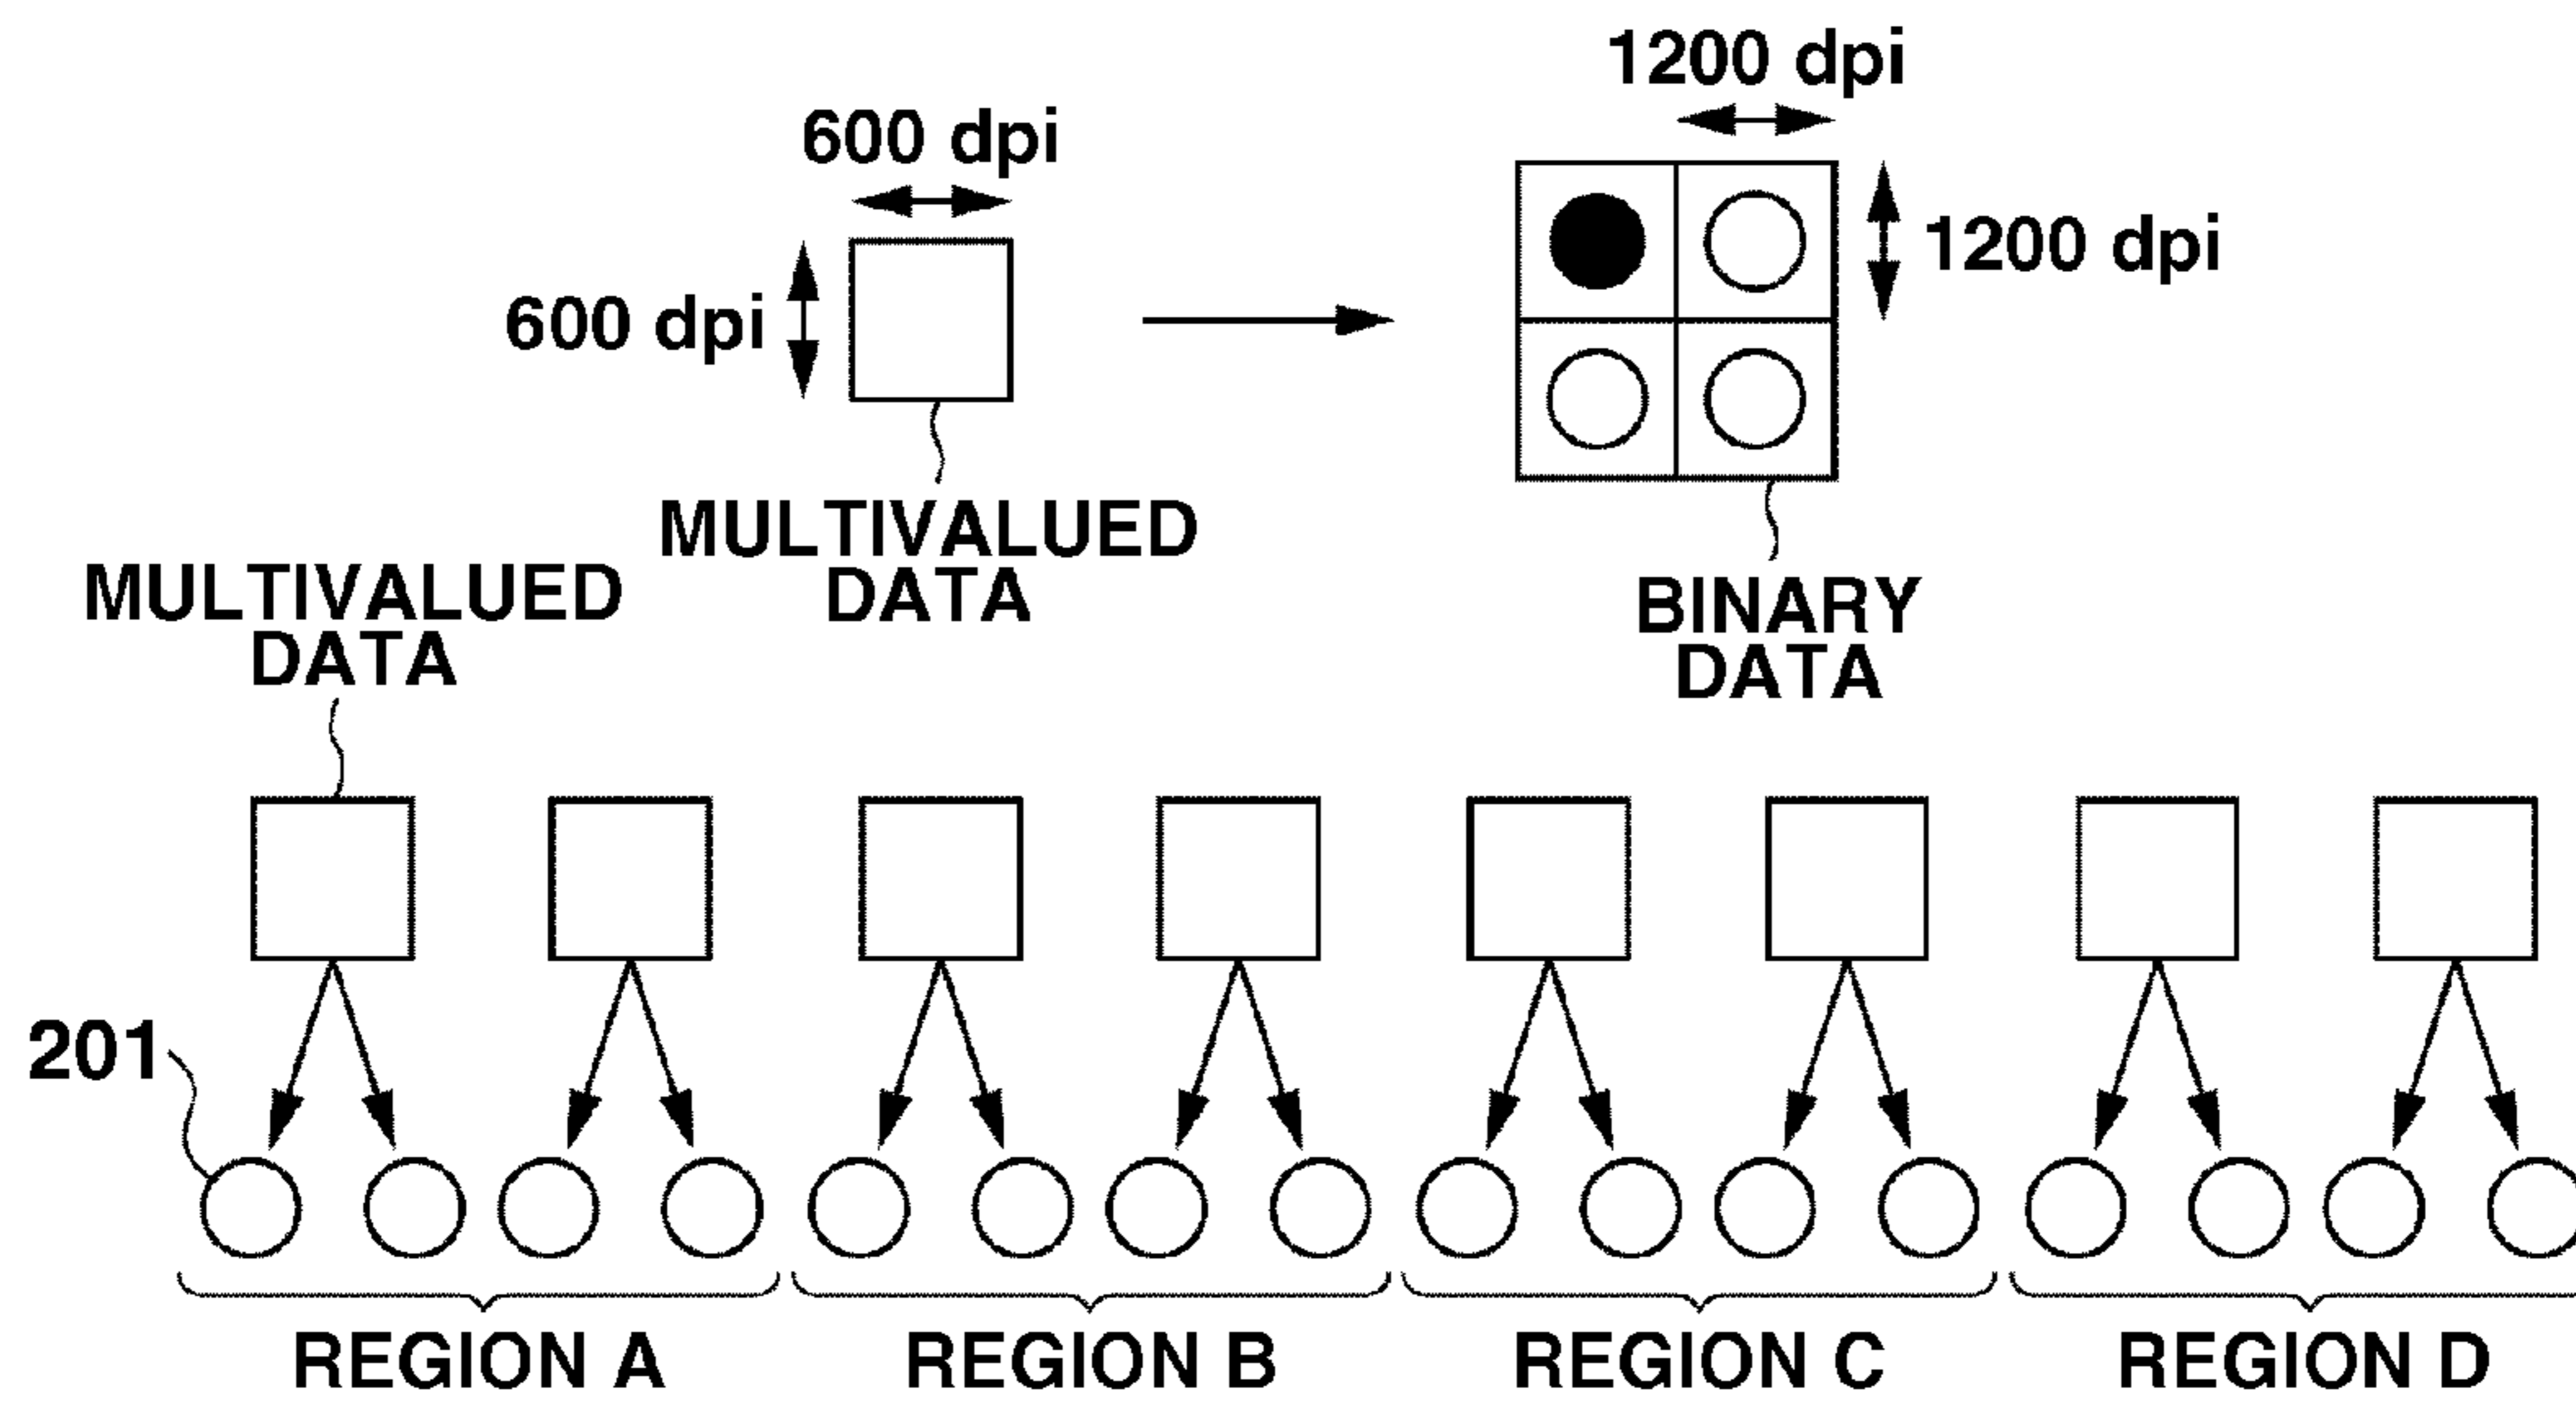 1200 dpi
600 dpi
1200 dpi
600 dpi
MULTIVALUED
DATA
MULTIVALUED
DATA
BINARY
DATA
201
REGION A
REGION B
REGION C
REGION D